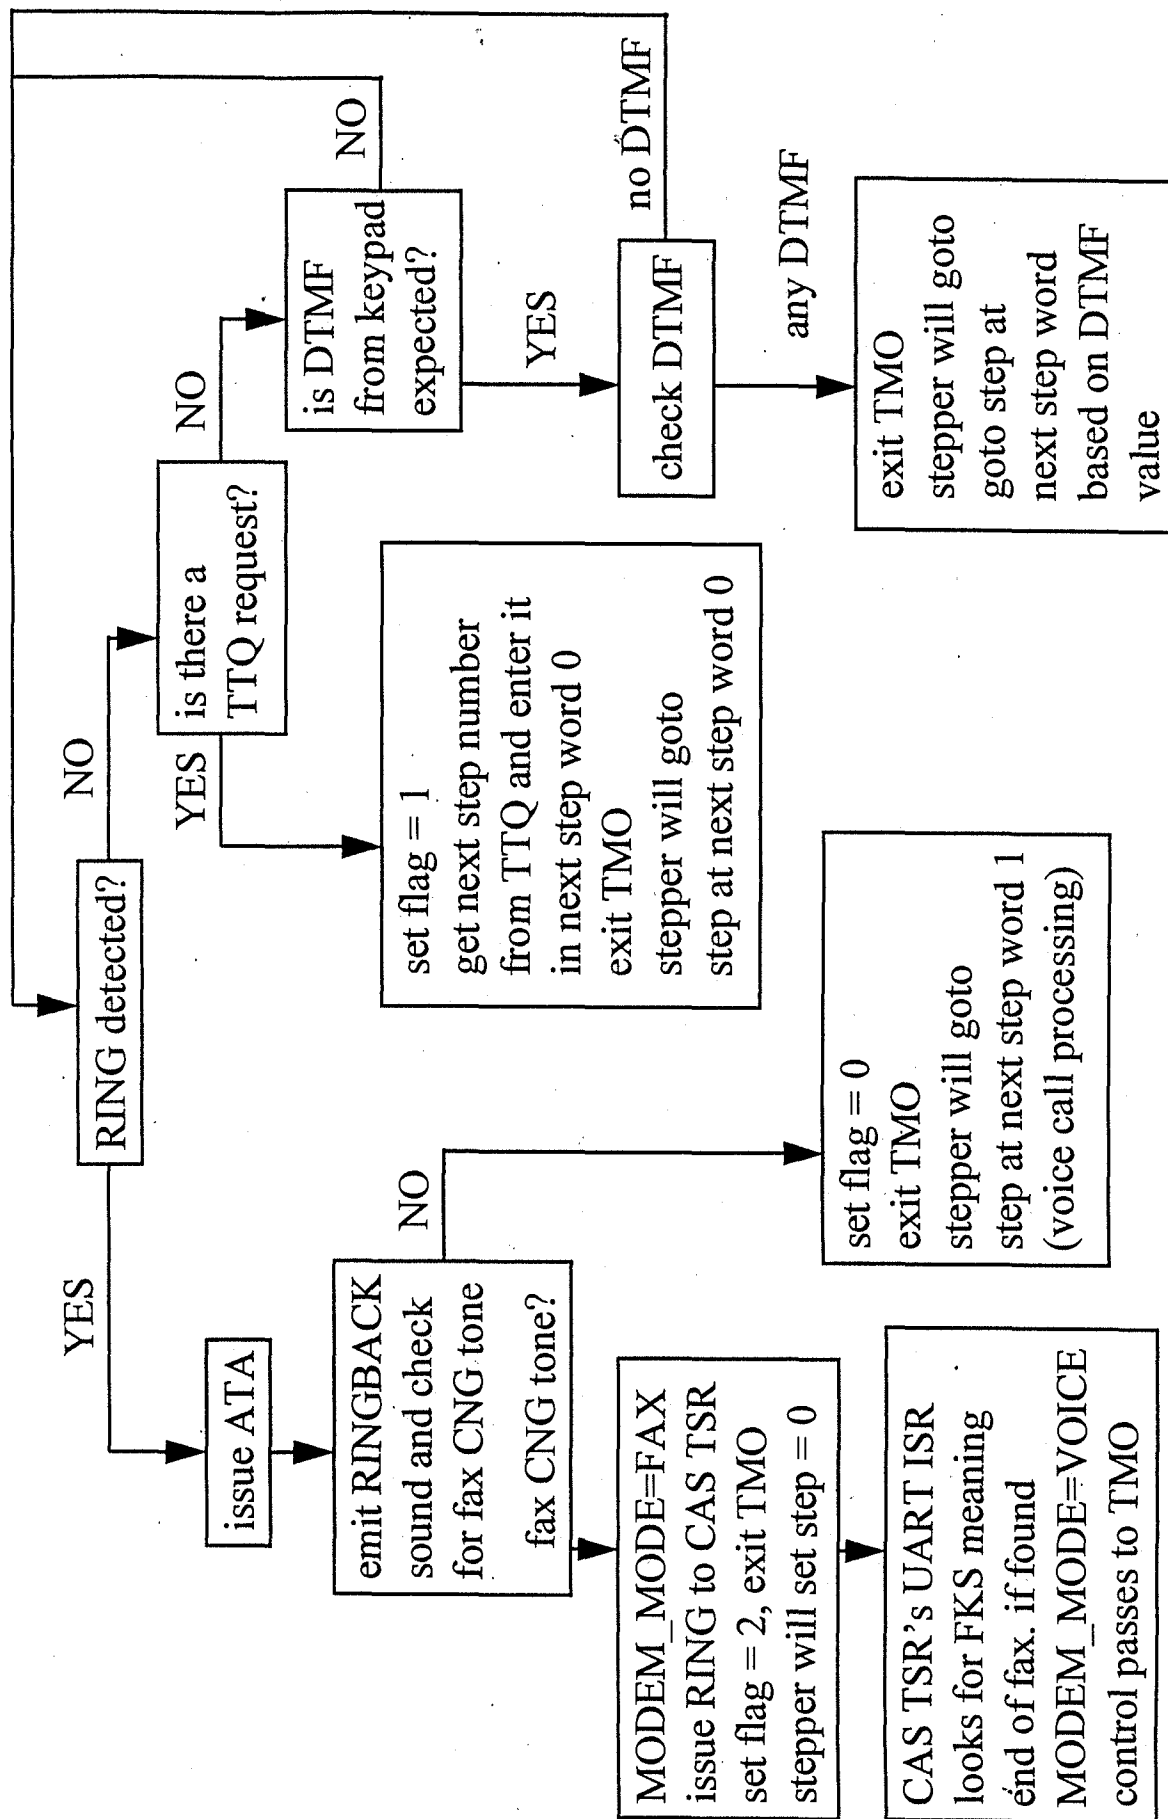 RING detected?
YES
NO
issue ATA
emit RINGBACK
sound and check
for fax CNG tone
fax CNG tone?
NO
MODEM_MODE=FAX
issue RING to CAS TSR
set flag = 2, exit TMO
stepper will set step = 0
CAS TSR's UART ISR
looks for FKS meaning
end of fax. if found
MODEM_MODE=VOICE
control passes to TMO
set flag = 0
exit TMO
stepper will goto
step at next step word 1
(voice call processing)
is there a
TTQ request?
YES
NO
set flag = 1
get next step number
from TTQ and enter it
in next step word 0
exit TMO
stepper will goto
step at next step word 0
is DTMF
from keypad
expected?
NO
YES
check DTMF
no DTMF
any DTMF
exit TMO
stepper will goto
goto step at
next step word
based on DTMF
value